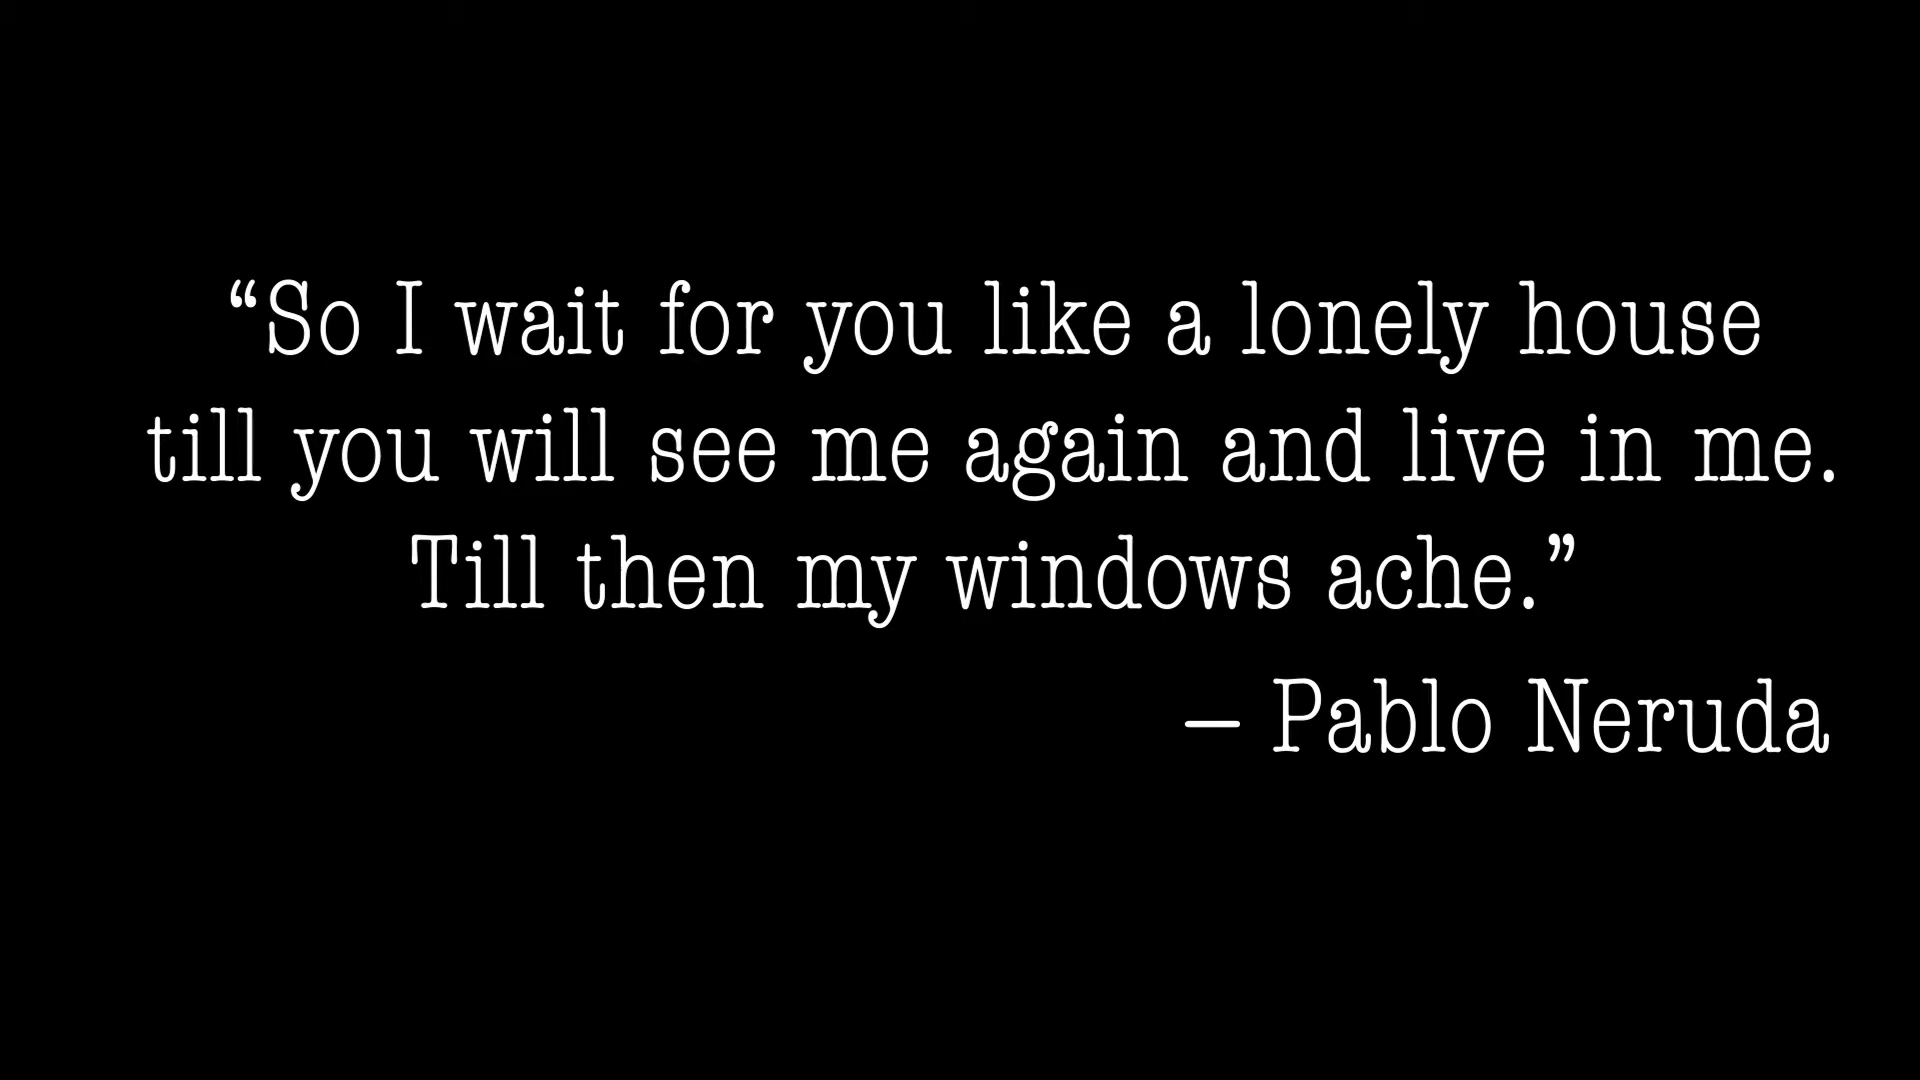 “So I wait for you like a lonely house
till you will see me again and live in me.
Till then my windows ache.”
– Pablo Neruda